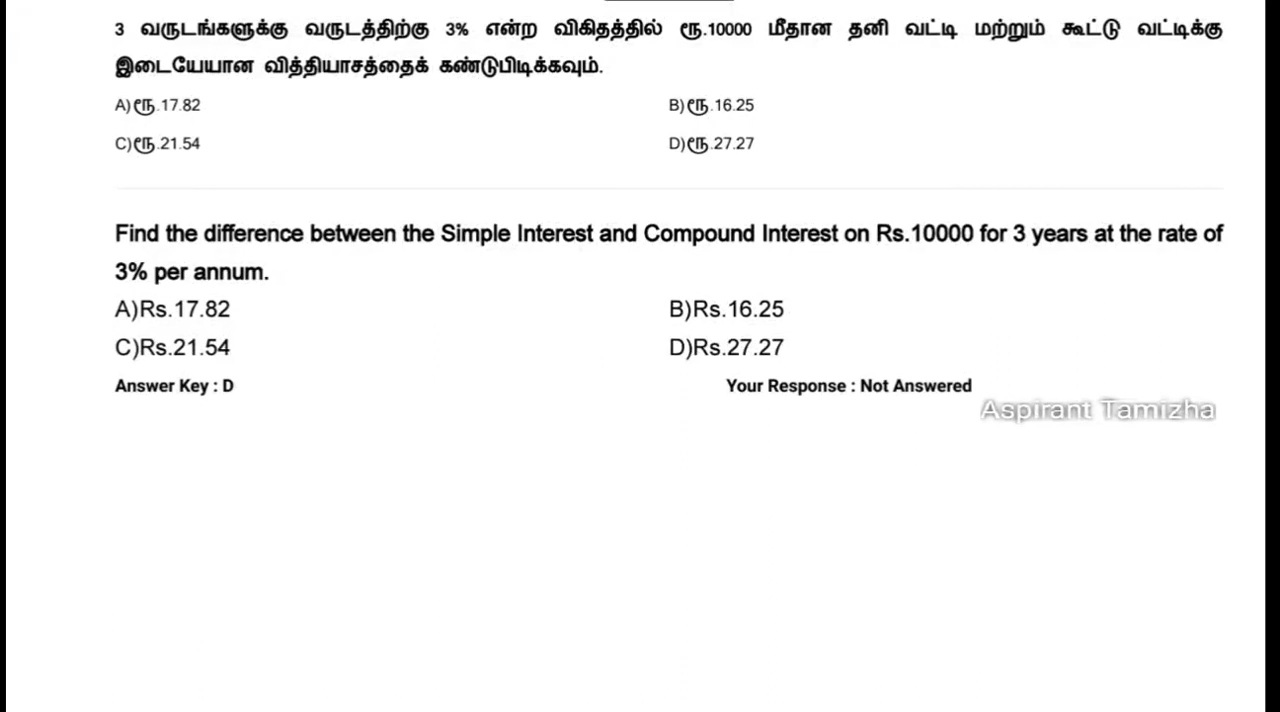 3 வருடங்களுக்கு வருடத்திற்கு 3% என்ற விகிதத்தில் ரூ.10000 மீதான தனி வட்டி மற்றும் கூட்டு வட்டிக்கு
இடையேயான வித்தியாசத்தைக் கண்டுபிடிக்கவும்.
A)ரூ.17.82 B)ரூ.16.25
C)ரூ.21.54 D)ரூ.27.27
Find the difference between the Simple Interest and Compound Interest on Rs.10000 for 3 years at the rate of
3% per annum.
A)Rs.17.82 B)Rs.16.25
C)Rs.21.54 D)Rs.27.27
Answer Key : D Your Response : Not Answered
Aspirant Tamizha